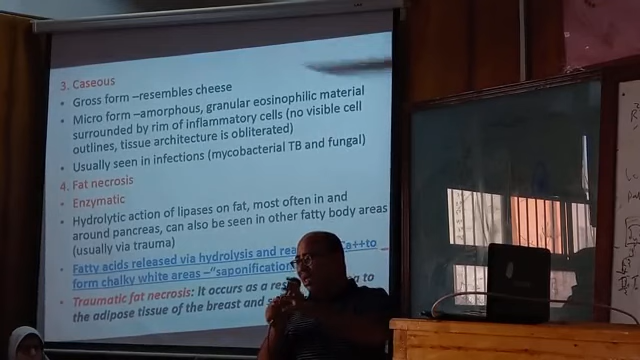 3. Caseous
• Gross form –resembles cheese
• Micro form –amorphous, granular eosinophilic material
surrounded by rim of inflammatory cells (no visible cell
outlines, tissue architecture is obliterated)
• Usually seen in infections (mycobacterial TB and fungal)
4. Fat necrosis
• Enzymatic
• Hydrolytic action of lipases on fat, most often in and
around pancreas, can also be seen in other fatty body areas
(usually via trauma)
• Fatty acids released via hydrolysis and Ca++to
form chalky white areas –“saponification
• Traumatic fat necrosis: It occurs as a to
the adipose tissue of the breast and